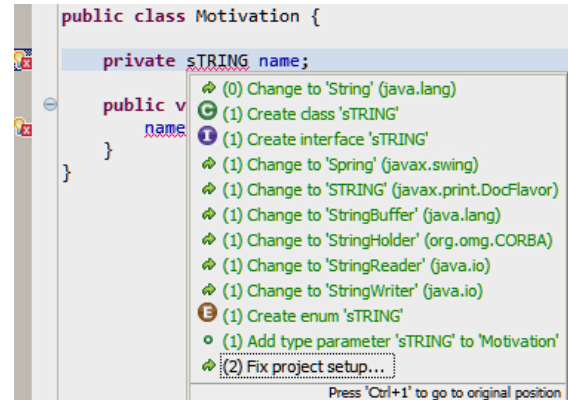 public class Motivation {
private sTRING name;
public v
name
}
}
(0) Change to 'String' (java.lang)
C (1) Create class 'sTRING'
I (1) Create interface 'sTRING'
(1) Change to 'Spring' (javax.swing)
(1) Change to 'STRING' (javax.print.DocFlavor)
(1) Change to 'StringBuffer' (java.lang)
(1) Change to 'StringHolder' (org.omg.CORBA)
(1) Change to 'StringReader' (java.io)
(1) Change to 'StringWriter' (java.io)
E (1) Create enum 'sTRING'
(1) Add type parameter 'sTRING' to 'Motivation'
(2) Fix project setup...
Press 'Ctrl+1' to go to original position